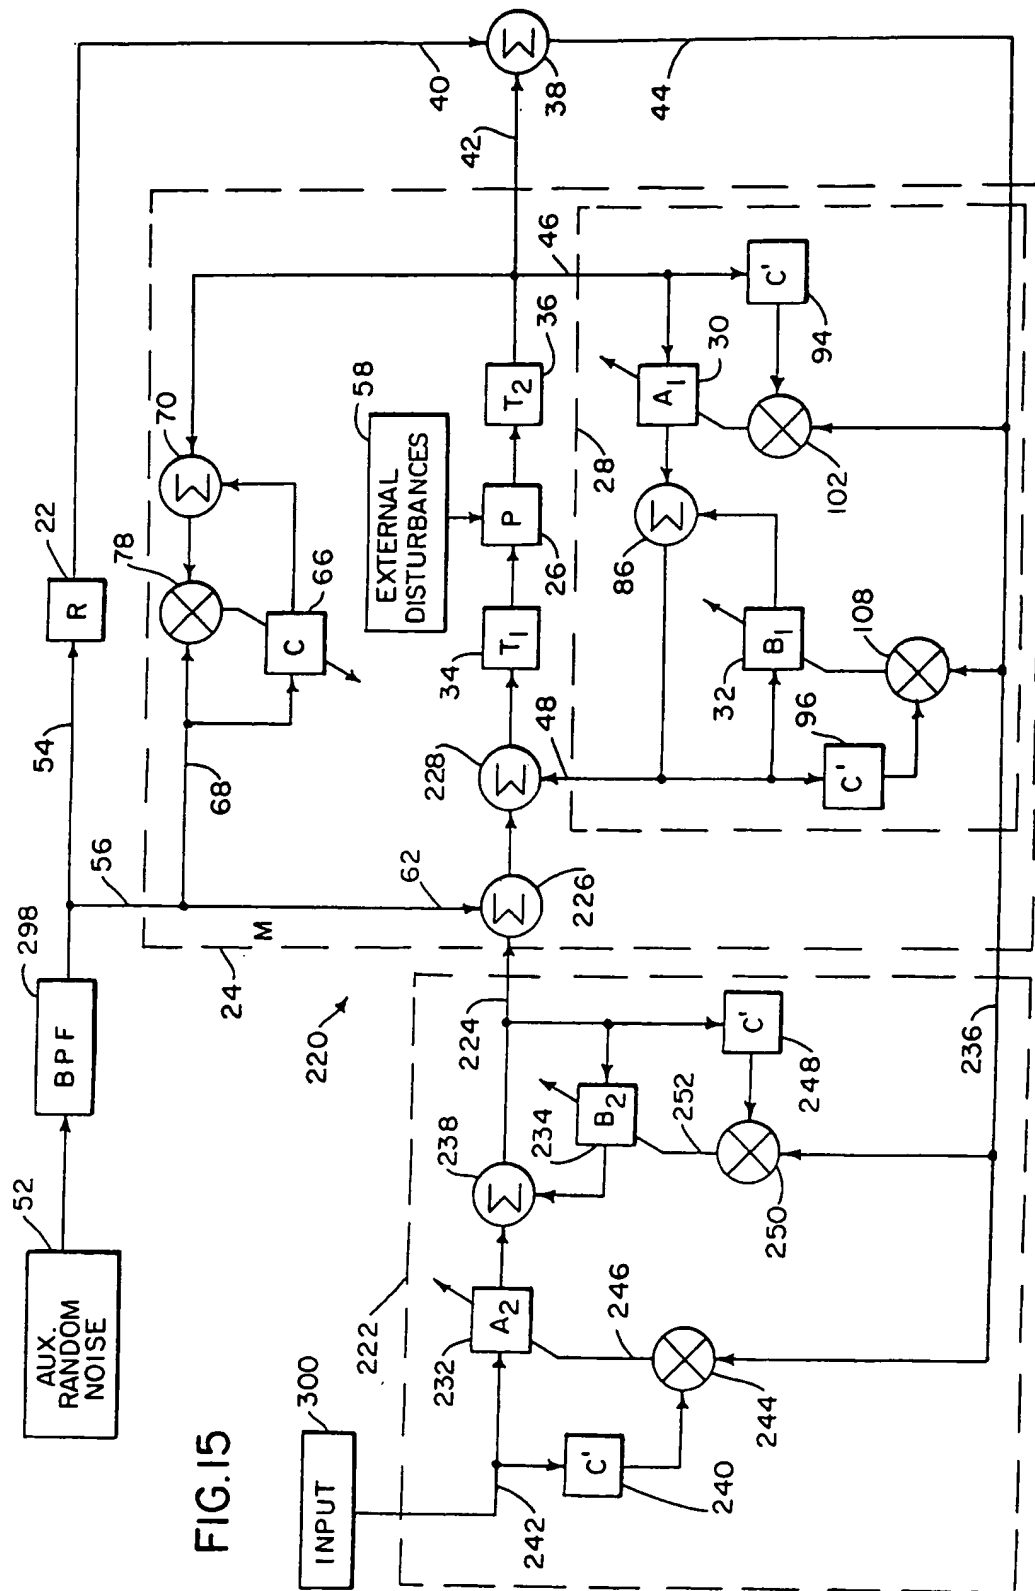 FIG.15
AUX.
RANDOM
NOISE
52
BPF
298
54
R
22
40
Σ
38
56
42
44
24
M
68
78
70
Σ
C
66
62
Σ
226
Σ
228
T1
34
P
26
T2
36
EXTERNAL
DISTURBANCES
58
46
48
28
86
Σ
A1
30
C'
94
102
B1
32
96
C'
108
220
INPUT
300
222
242
A2
232
238
Σ
224
C'
240
244
246
B2
234
252
250
C'
248
236